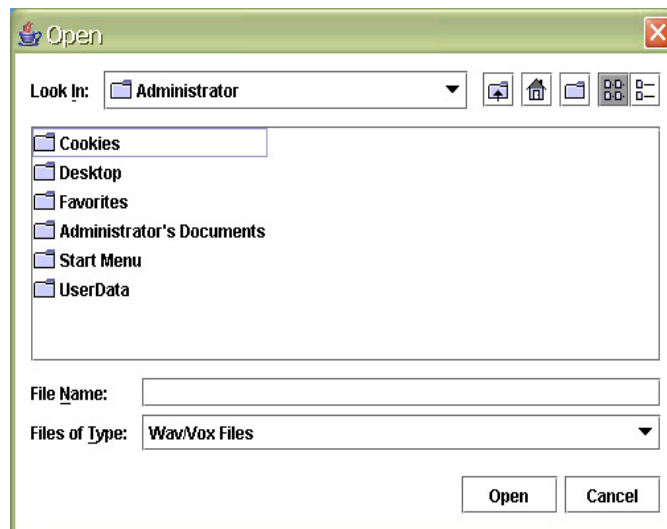 Open
Look In: Administrator
Cookies
Desktop
Favorites
Administrator's Documents
Start Menu
UserData
File Name:
Files of Type: Wav/Vox Files
Open Cancel